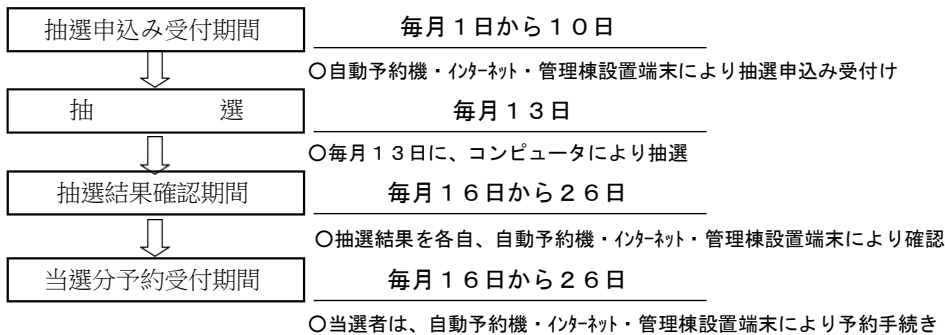 抽選申込み受付期間　毎月１日から１０日
〇自動予約機・ｲﾝﾀｰﾈｯﾄ・管理棟設置端末により抽選申込み受付け
抽　　　選　毎月１３日
〇毎月１３日に、コンピュータにより抽選
抽選結果確認期間　毎月１６日から２６日
〇抽選結果を各自、自動予約機・ｲﾝﾀｰﾈｯﾄ・管理棟設置端末により確認
当選分予約受付期間　毎月１６日から２６日
〇当選者は、自動予約機・ｲﾝﾀｰﾈｯﾄ・管理棟設置端末により予約手続き